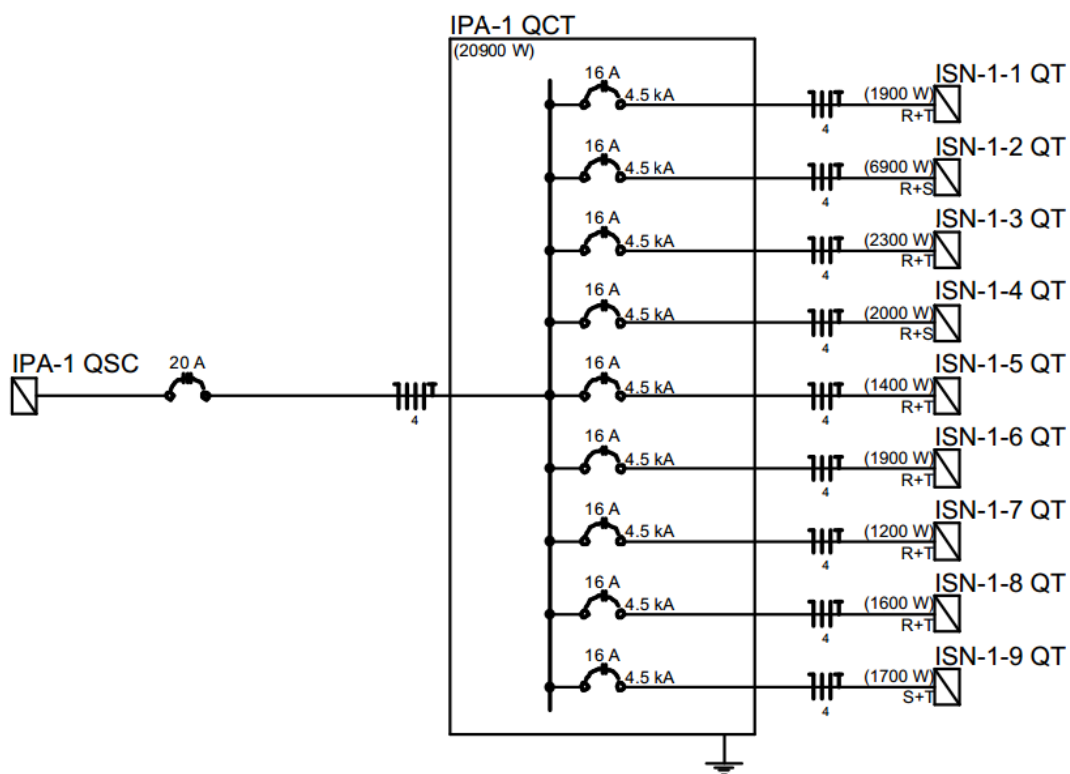 IPA-1 QCT
(20900 W)
16 A
4.5 kA
4
(1900 W)
R+T
ISN-1-1 QT
16 A
4.5 kA
4
(6900 W)
R+S
ISN-1-2 QT
16 A
4.5 kA
4
(2300 W)
R+T
ISN-1-3 QT
16 A
4.5 kA
4
(2000 W)
R+S
ISN-1-4 QT
IPA-1 QSC
20 A
4
16 A
4.5 kA
4
(1400 W)
R+T
ISN-1-5 QT
16 A
4.5 kA
4
(1900 W)
R+T
ISN-1-6 QT
16 A
4.5 kA
4
(1200 W)
R+T
ISN-1-7 QT
16 A
4.5 kA
4
(1600 W)
R+T
ISN-1-8 QT
16 A
4.5 kA
4
(1700 W)
S+T
ISN-1-9 QT